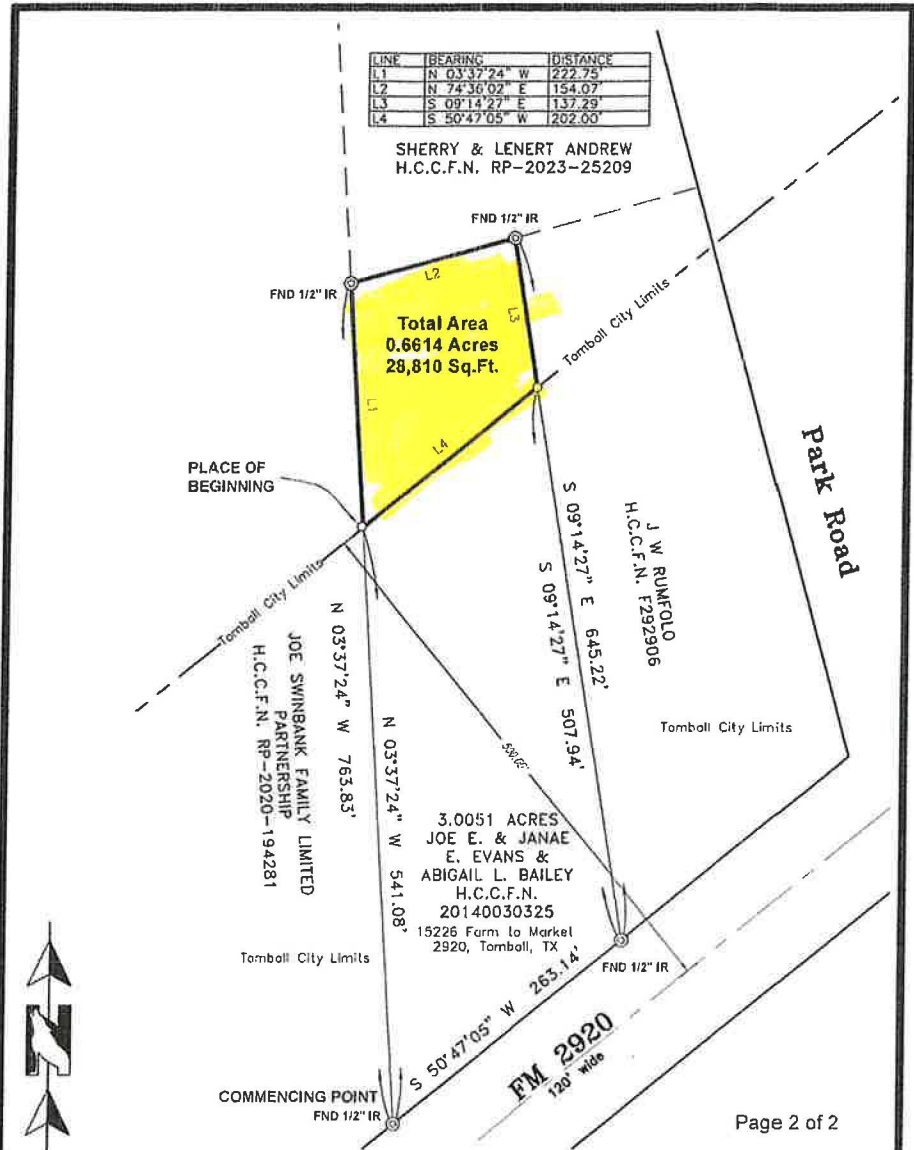 LINE BEARING DISTANCE
L1 N 03°37'24" W 222.75'
L2 N 74°36'02" E 154.07'
L3 S 09°14'27" E 137.29'
L4 S 50°47'05" W 202.00'
SHERRY & LENERT ANDREW
H.C.C.F.N. RP-2023-25209
FND 1/2" IR
FND 1/2" IR
L2
L3
Total Area
0.6614 Acres
28,810 Sq.Ft.
L1
L4
Tomball City Limits
PLACE OF
BEGINNING
Park Road
Tomball City Limits
S 09°14'27" E 645.22'
S 09°14'27" E 507.94'
J W RUMFOLO
H.C.C.F.N. F292906
N 03°37'24" W 763.83'
N 03°37'24" W 541.08'
JOE SWINBANK FAMILY LIMITED
PARTNERSHIP
H.C.C.F.N. RP-2020-194281
Tomball City Limits
3.0051 ACRES
JOE E. & JANAE
E. EVANS &
ABIGAIL L. BAILEY
H.C.C.F.N.
20140030325
15226 Farm to Market
2920, Tomball, TX
Tomball City Limits
FND 1/2" IR
S 50°47'05" W 263.14'
N
FM 2920
120' wide
COMMENCING POINT
FND 1/2" IR
Page 2 of 2